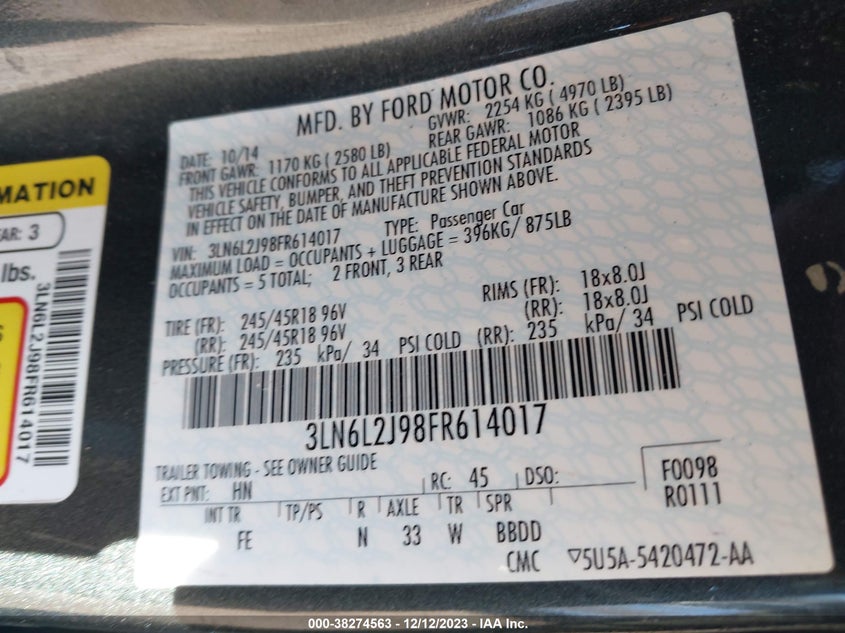 MFD. BY FORD MOTOR CO.
DATE: 10/14 GVWR: 2254 KG ( 4970 LB)
FRONT GAWR: 1170 KG ( 2580 LB) REAR GAWR: 1086 KG ( 2395 LB)
THIS VEHICLE CONFORMS TO ALL APPLICABLE FEDERAL MOTOR
VEHICLE SAFETY, BUMPER, AND THEFT PREVENTION STANDARDS
IN EFFECT ON THE DATE OF MANUFACTURE SHOWN ABOVE.
VIN: 3LN6L2J98FR614017 TYPE: Passenger Car
MAXIMUM LOAD = OCCUPANTS + LUGGAGE = 396KG/ 875LB
OCCUPANTS = 5 TOTAL; 2 FRONT, 3 REAR
TIRE (FR): 245/45R18 96V RIMS (FR): 18x8.0J
(RR): 245/45R18 96V (RR): 18x8.0J
PRESSURE (FR): 235 kPa/ 34 PSI COLD (RR): 235 kPa/ 34 PSI COLD
3LN6L2J98FR614017
TRAILER TOWING - SEE OWNER GUIDE
EXT PNT: HN RC: 45 DSO: F0098
INT TR TP/PS R AXLE TR SPR R0111
FE N 33 W BBDD
CMC 5U5A-5420472-AA
MATION
AR: 3
lbs.
3LN6L2J98FR614017
000-38274563 - 12/12/2023 - IAA Inc.